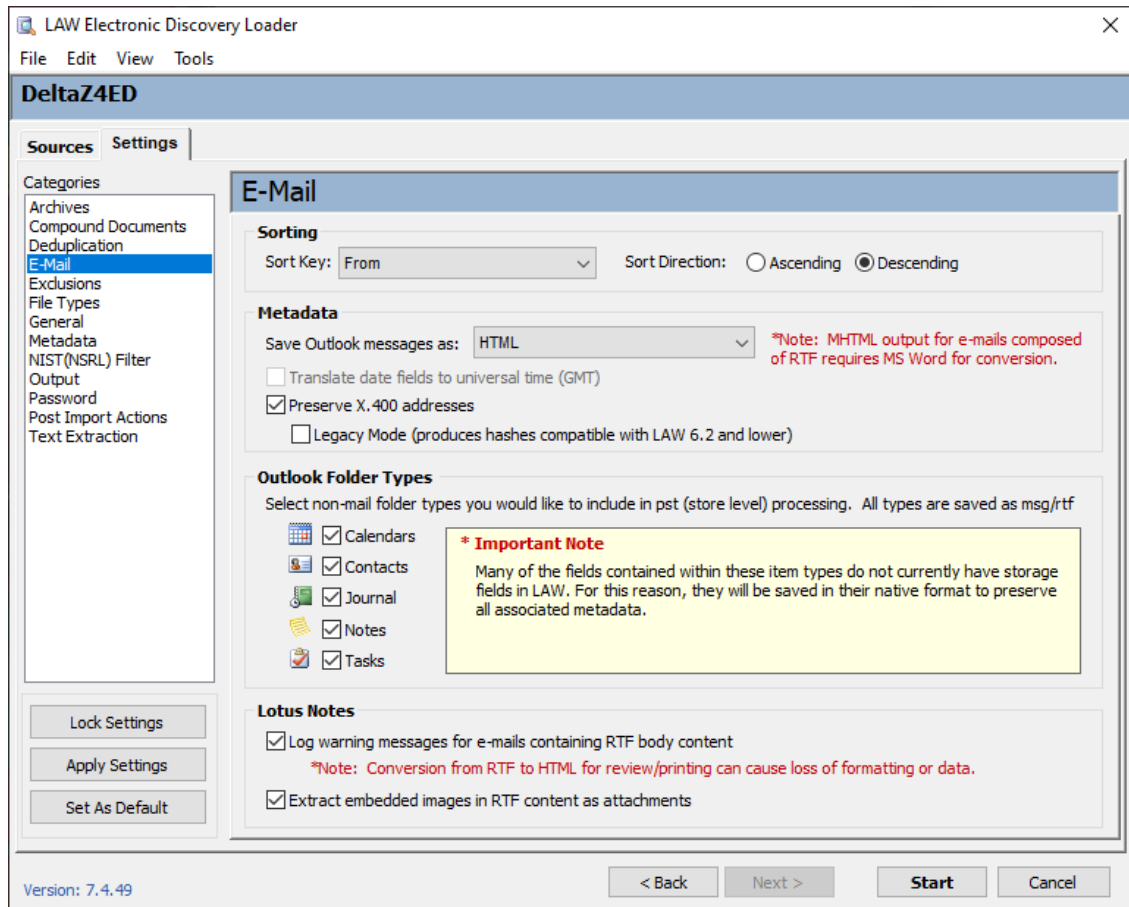 LAW Electronic Discovery Loader
File Edit View Tools
DeltaZ4ED
Sources Settings
Categories
Archives
Compound Documents
Deduplication
E-Mail
Exclusions
File Types
General
Metadata
NIST(NSRL) Filter
Output
Password
Post Import Actions
Text Extraction
Lock Settings
Apply Settings
Set As Default
E-Mail
Sorting
Sort Key: From Sort Direction: Ascending Descending
Metadata
Save Outlook messages as: HTML
*Note: MHTML output for e-mails composed
of RTF requires MS Word for conversion.
Translate date fields to universal time (GMT)
Preserve X.400 addresses
Legacy Mode (produces hashes compatible with LAW 6.2 and lower)
Outlook Folder Types
Select non-mail folder types you would like to include in pst (store level) processing. All types are saved as msg/rtf
Calendars
Contacts
Journal
Notes
Tasks
* Important Note
Many of the fields contained within these item types do not currently have storage
fields in LAW. For this reason, they will be saved in their native format to preserve
all associated metadata.
Lotus Notes
Log warning messages for e-mails containing RTF body content
*Note: Conversion from RTF to HTML for review/printing can cause loss of formatting or data.
Extract embedded images in RTF content as attachments
Version: 7.4.49
< Back Next > Start Cancel